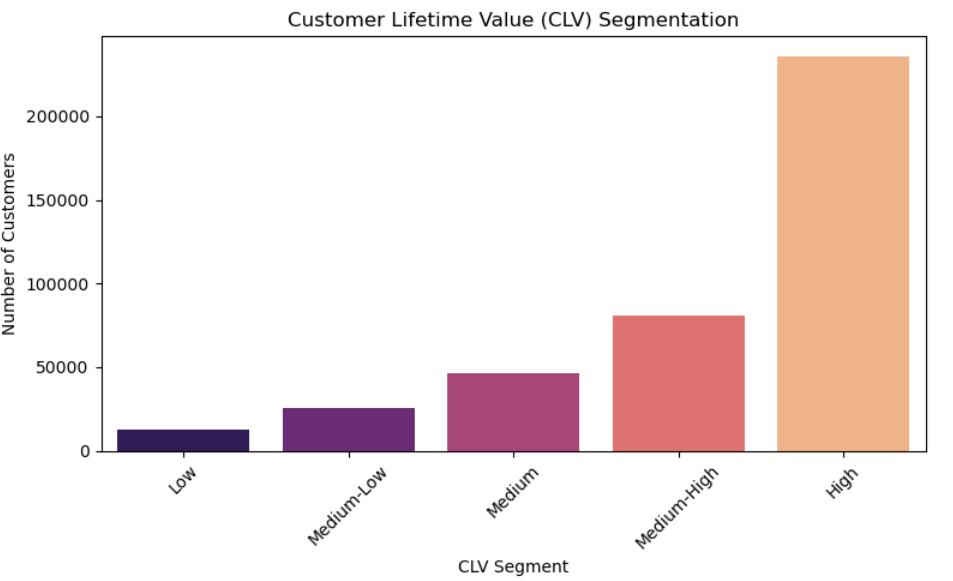 Customer Lifetime Value (CLV) Segmentation
Number of Customers
200000
150000
100000
50000
0
Low
Medium-Low
Medium
Medium-High
High
CLV Segment